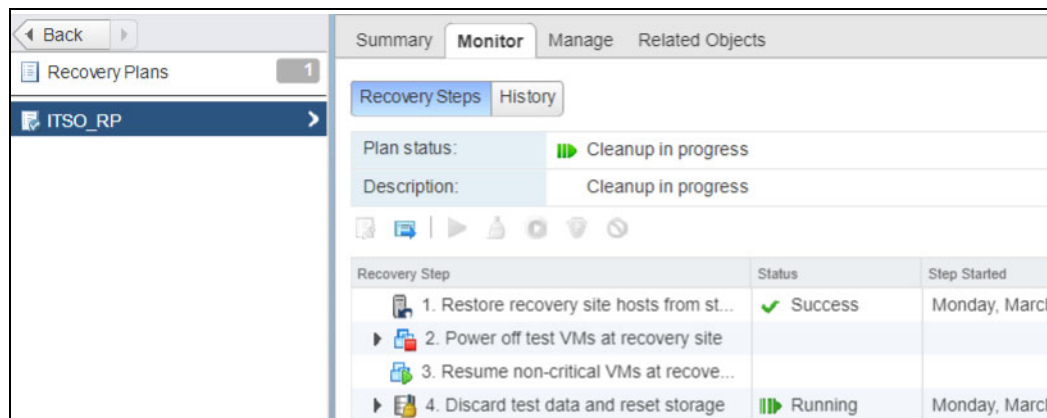 Back
Recovery Plans 1
ITSO_RP
Summary Monitor Manage Related Objects
Recovery Steps History
Plan status: Cleanup in progress
Description: Cleanup in progress
Recovery Step Status Step Started
1. Restore recovery site hosts from st... Success Monday, March
2. Power off test VMs at recovery site
3. Resume non-critical VMs at recove...
4. Discard test data and reset storage Running Monday, March